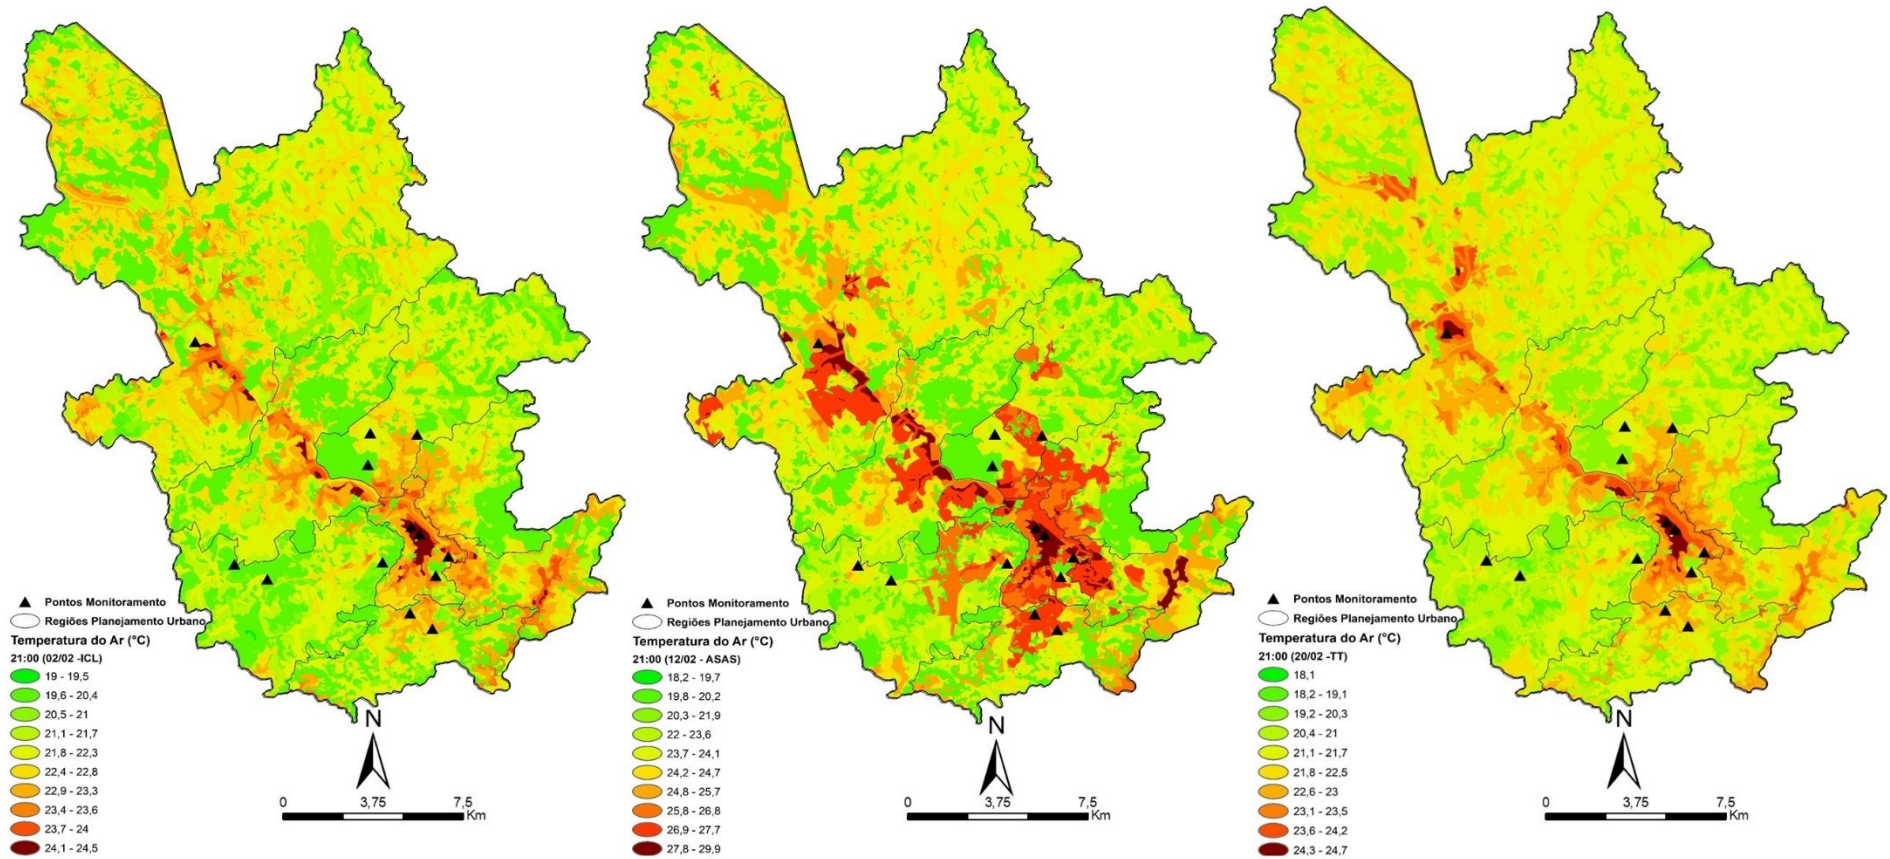 Pontos Monitoramento
Regiões Planejamento Urbano
Temperatura do Ar (°C)
21:00 (02/02 -ICL)
19 - 19,5
19,6 - 20,4
20,5 - 21
21,1 - 21,7
21,8 - 22,3
22,4 - 22,8
22,9 - 23,3
23,4 - 23,6
23,7 - 24
24,1 - 24,5
N
0 3,75 7,5
Km
Pontos Monitoramento
Regiões Planejamento Urbano
Temperatura do Ar (°C)
21:00 (12/02 - ASAS)
18,2 - 19,7
19,8 - 20,2
20,3 - 21,9
22 - 23,6
23,7 - 24,1
24,2 - 24,7
24,8 - 25,7
25,8 - 26,8
26,9 - 27,7
27,8 - 29,9
N
0 3,75 7,5
Km
Pontos Monitoramento
Regiões Planejamento Urbano
Temperatura do Ar (°C)
21:00 (20/02 -TT)
18,1
18,2 - 19,1
19,2 - 20,3
20,4 - 21
21,1 - 21,7
21,8 - 22,5
22,6 - 23
23,1 - 23,5
23,6 - 24,2
24,3 - 24,7
N
0 3,75 7,5
Km